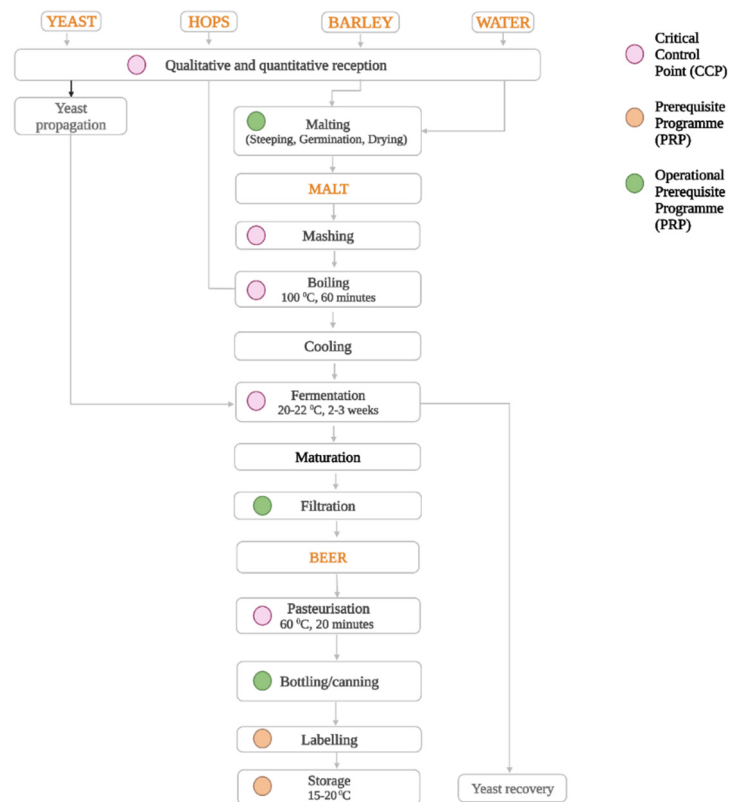 YEAST
HOPS
BARLEY
WATER
Qualitative and quantitative reception
Yeast
propagation
Malting
(Steeping, Germination, Drying)
MALT
Mashing
Boiling
100 ⁰C, 60 minutes
Cooling
Fermentation
20-22 ⁰C, 2-3 weeks
Maturation
Filtration
BEER
Pasteurisation
60 ⁰C, 20 minutes
Bottling/canning
Labelling
Storage
15-20 ⁰C
Yeast recovery
Critical
Control
Point (CCP)
Prerequisite
Programme
(PRP)
Operational
Prerequisite
Programme
(PRP)